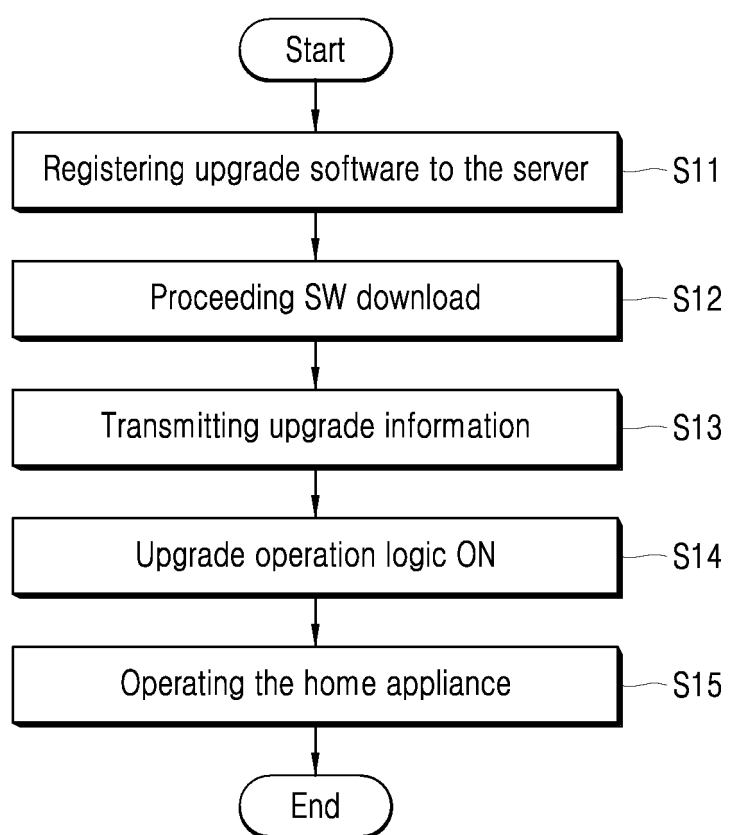 Start
Registering upgrade software to the server
S11
Proceeding SW download
S12
Transmitting upgrade information
S13
Upgrade operation logic ON
S14
Operating the home appliance
S15
End